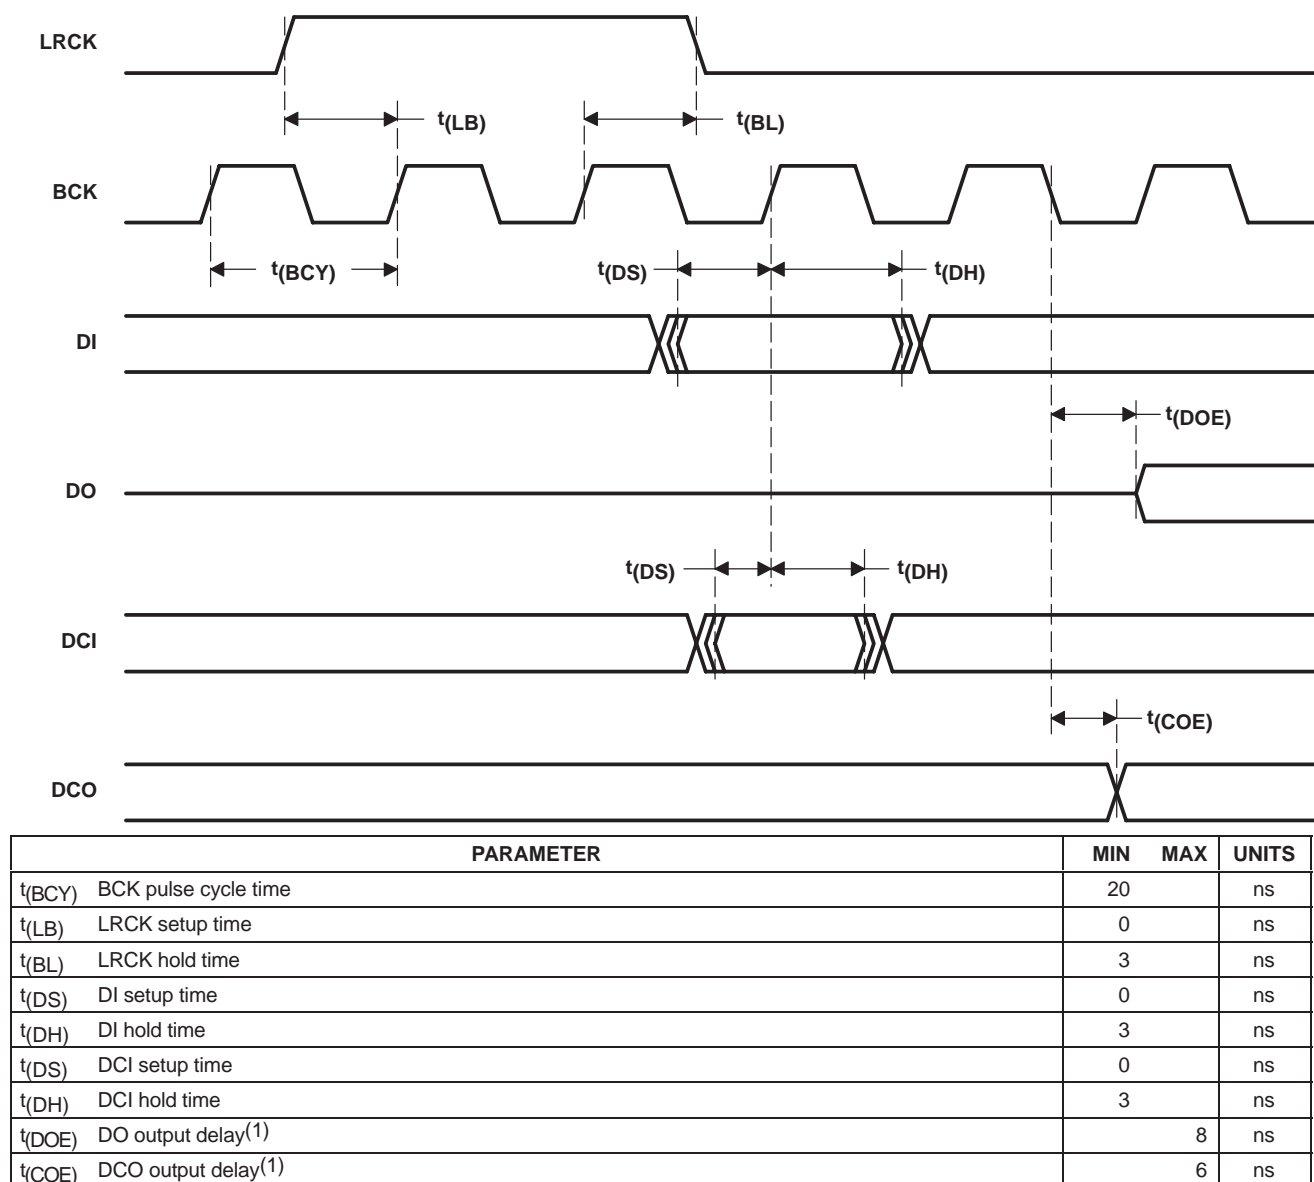 LRCK
t(LB)
t(BL)
BCK
t(BCY)
t(DS)
t(DH)
DI
t(DOE)
DO
t(DS)
t(DH)
DCI
t(COE)
DCO
PARAMETER MIN MAX UNITS
t(BCY) BCK pulse cycle time 20 ns
t(LB) LRCK setup time 0 ns
t(BL) LRCK hold time 3 ns
t(DS) DI setup time 0 ns
t(DH) DI hold time 3 ns
t(DS) DCI setup time 0 ns
t(DH) DCI hold time 3 ns
t(DOE) DO output delay(1) 8 ns
t(COE) DCO output delay(1) 6 ns